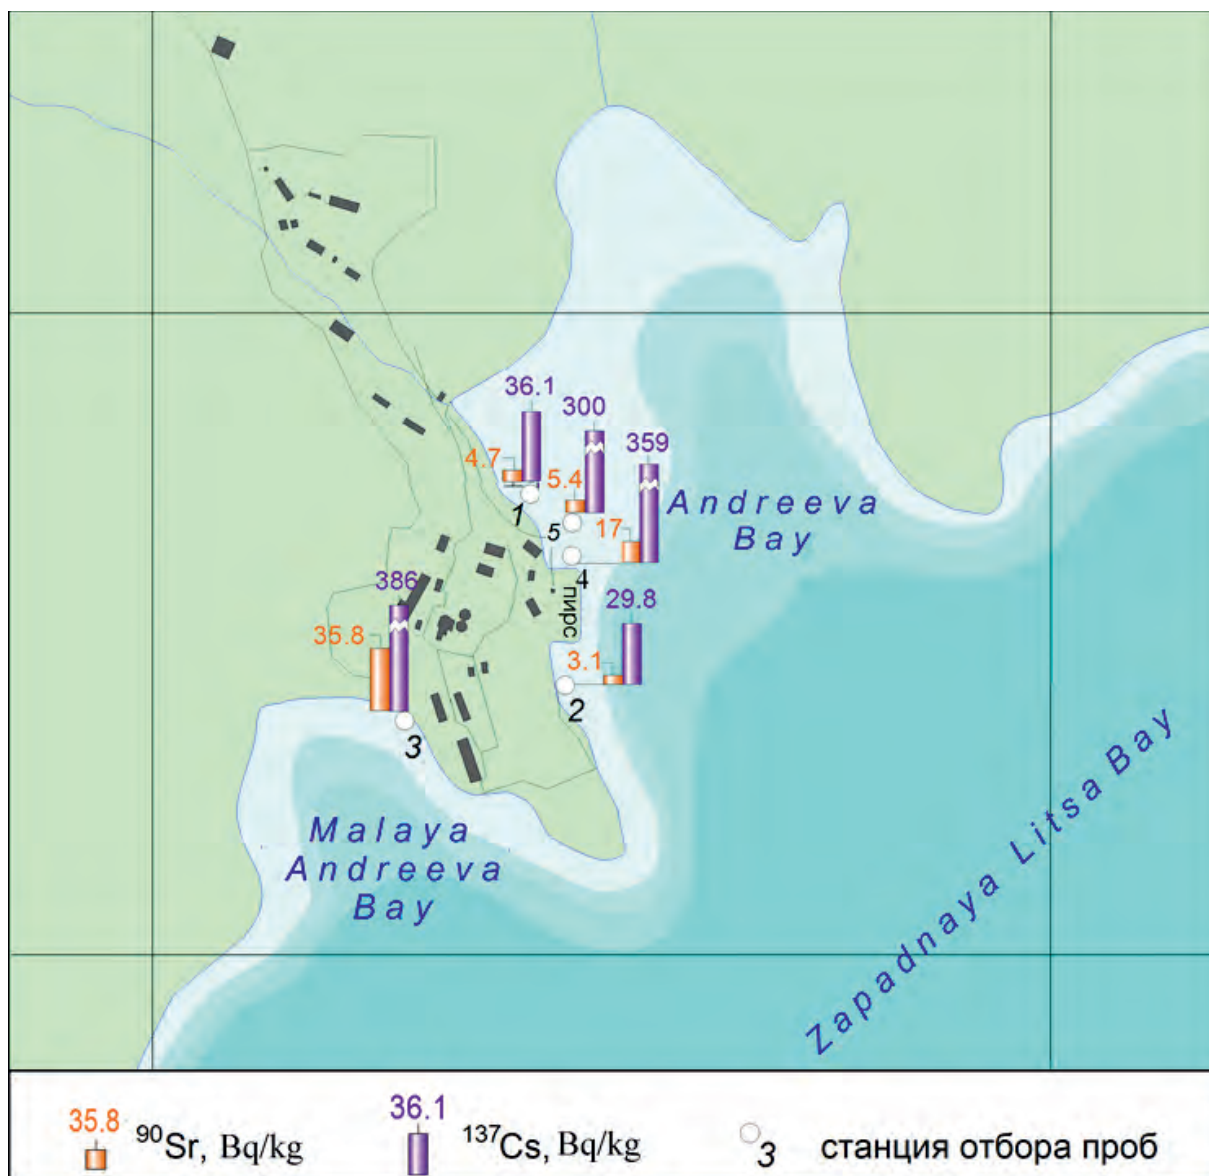 36.1
300
359
4.7
5.4
Andreeva
Bay
1
5
17
4
386
пирс
29.8
35.8
3.1
2
3
Malaya
Andreeva
Bay
Zapadnaya Litsa Bay
35.8
90Sr, Bq/kg
36.1
137Cs, Bq/kg
3
станция отбора проб